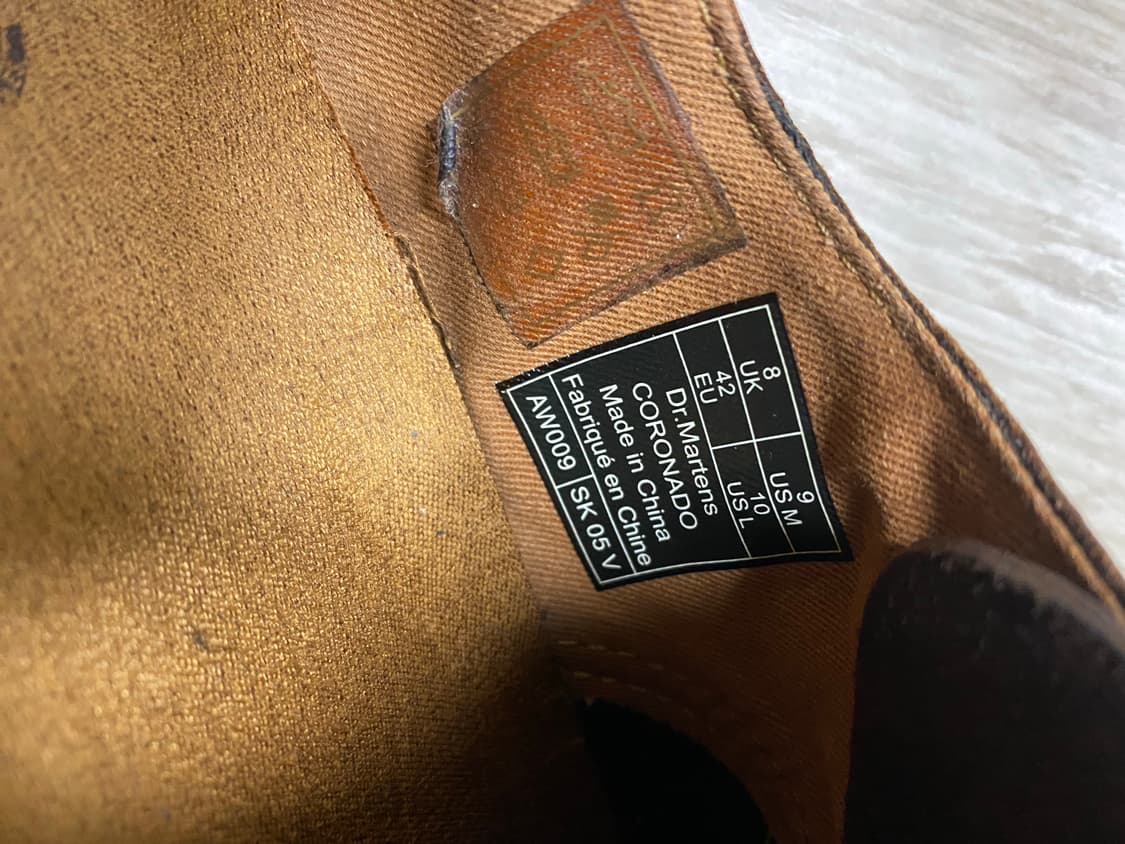 8 9
UK US M
42 10
EU US L
Dr.Martens
CORONADO
Made in China
Fabriqué en Chine
AW009 SK 05 V